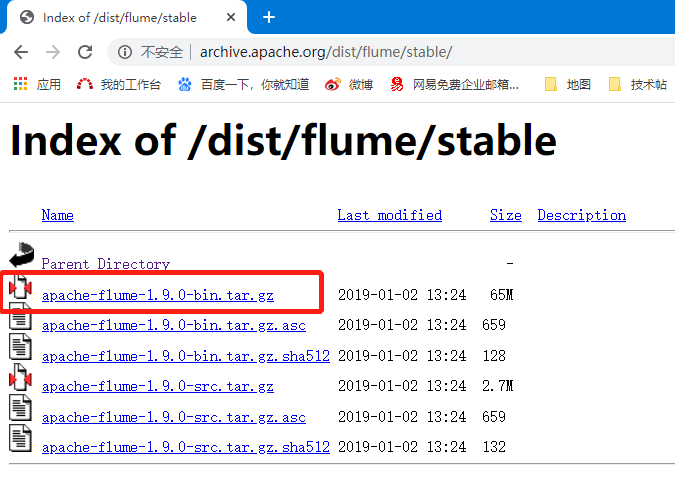 Index of /dist/flume/stable
不安全 | archive.apache.org/dist/flume/stable/
应用 我的工作台 百度一下，你就知道 微博 网易免费企业邮箱... 地图 技术帖
Index of /dist/flume/stable
Name Last modified Size Description
Parent Directory -
apache-flume-1.9.0-bin.tar.gz 2019-01-02 13:24 65M
apache-flume-1.9.0-bin.tar.gz.asc 2019-01-02 13:24 659
apache-flume-1.9.0-bin.tar.gz.sha512 2019-01-02 13:24 128
apache-flume-1.9.0-src.tar.gz 2019-01-02 13:24 2.7M
apache-flume-1.9.0-src.tar.gz.asc 2019-01-02 13:24 659
apache-flume-1.9.0-src.tar.gz.sha512 2019-01-02 13:24 132